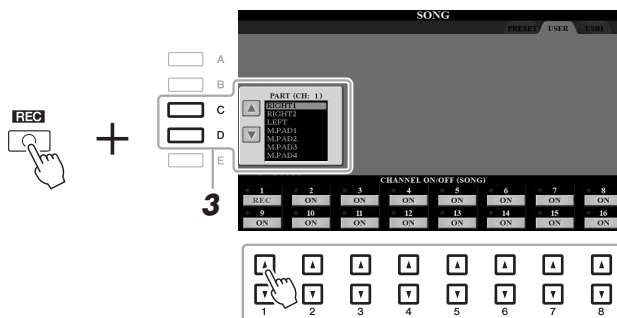 SONG
PRESET USER USB1
A
B
C
D
E
REC
+
3
PART (CH: 1)
RIGHT1
RIGHT2
LEFT
M.PAD1
M.PAD2
M.PAD3
M.PAD4
CHANNEL ON/OFF (SONG)
1 2 3 4 5 6 7 8
REC ON ON ON ON ON ON ON
9 10 11 12 13 14 15 16
ON ON ON ON ON ON ON ON
1 2 3 4 5 6 7 8